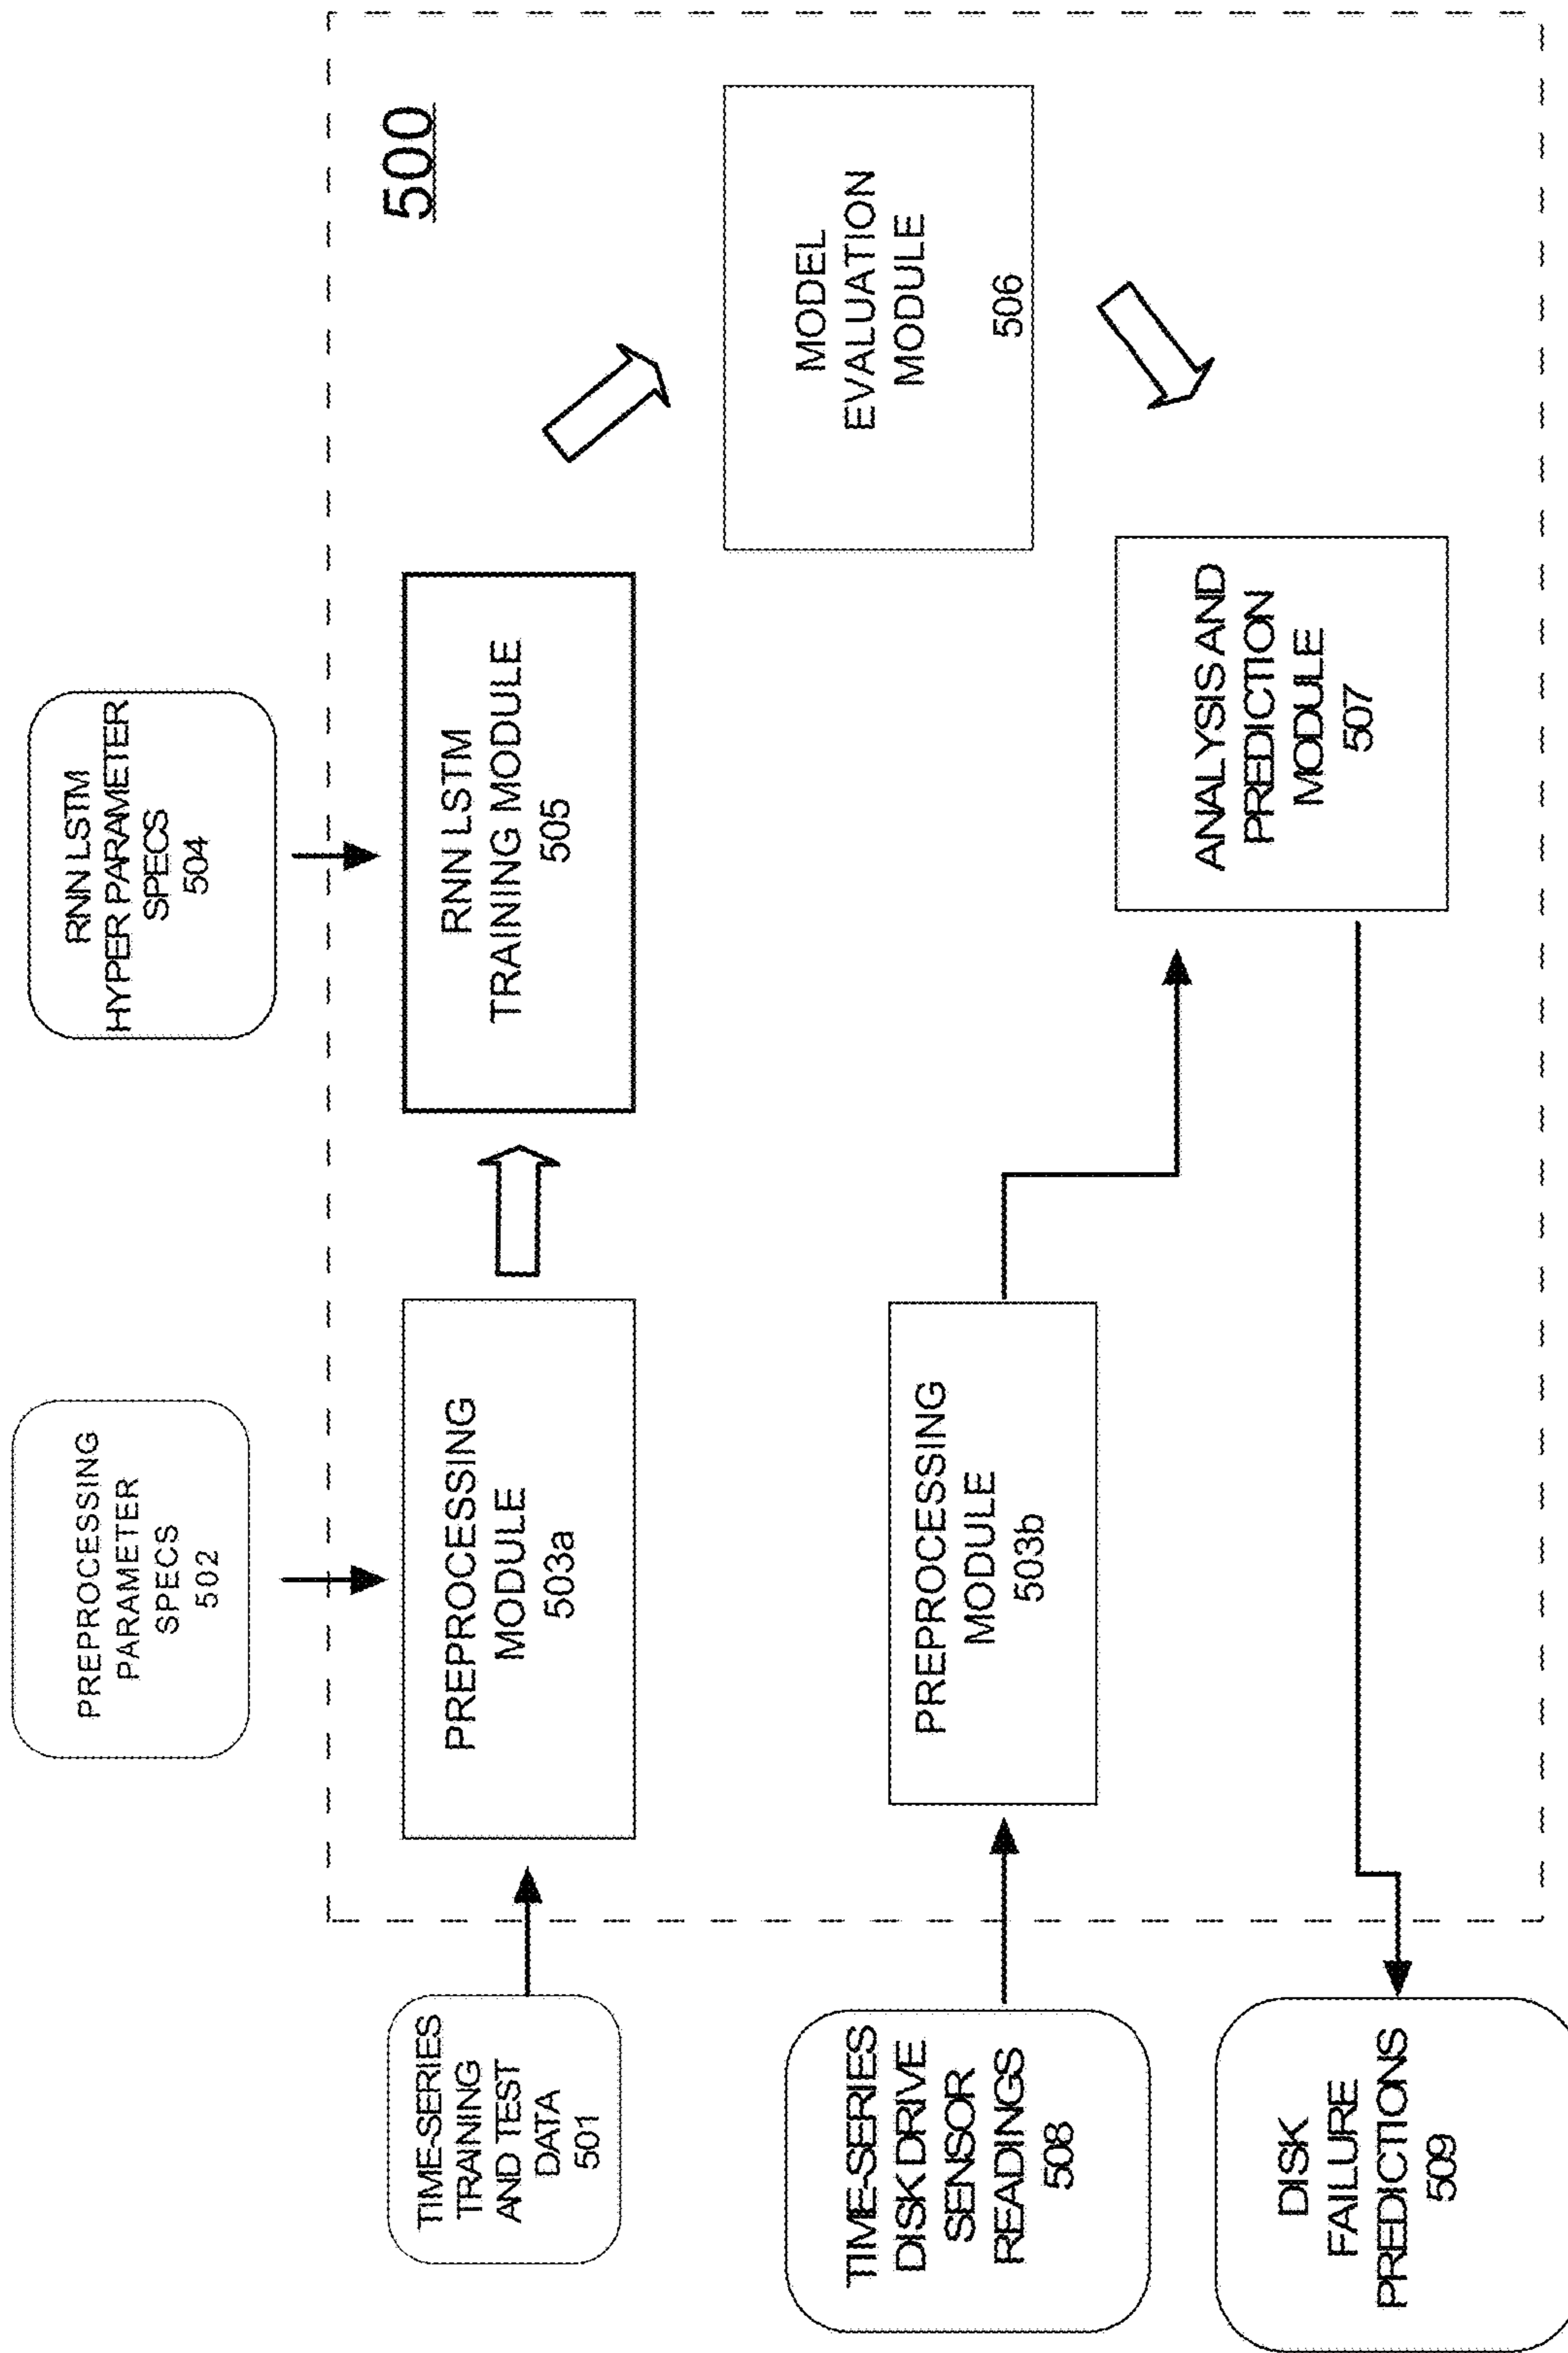 PREPROCESSING
PARAMETER
SPECS
502
RNN LSTM
HYPER PARAMETER
SPECS
504
500
TIME-SERIES
TRAINING
AND TEST
DATA
501
PREPROCESSING
MODULE
503a
RNN LSTM
TRAINING MODULE
505
MODEL
EVALUATION
MODULE
506
TIME-SERIES
DISK DRIVE
SENSOR
READINGS
508
PREPROCESSING
MODULE
503b
ANALYSIS AND
PREDICTION
MODULE
507
DISK
FAILURE
PREDICTIONS
509